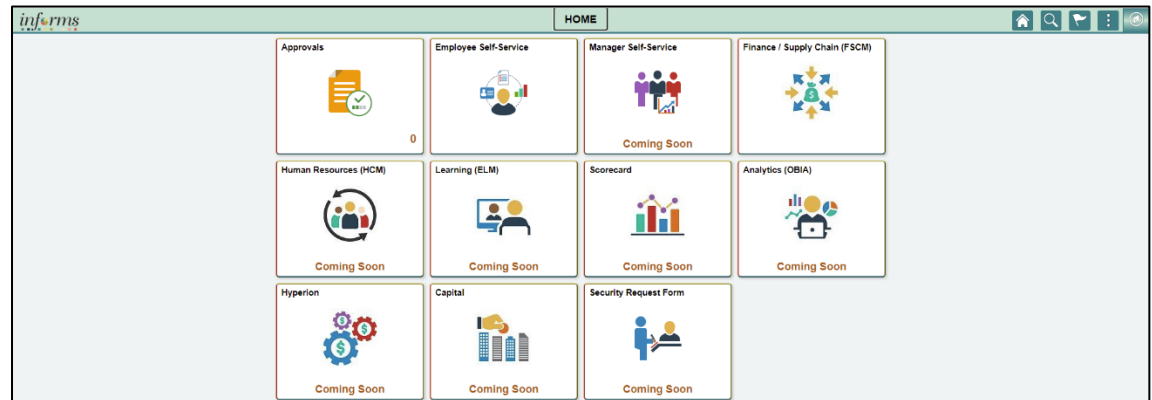 informs
HOME
Approvals
0
Employee Self-Service
Manager Self-Service
Coming Soon
Finance / Supply Chain (FSCM)
Human Resources (HCM)
Coming Soon
Learning (ELM)
Coming Soon
Scorecard
Coming Soon
Analytics (OBIA)
Coming Soon
Hyperion
Coming Soon
Capital
Coming Soon
Security Request Form
Coming Soon